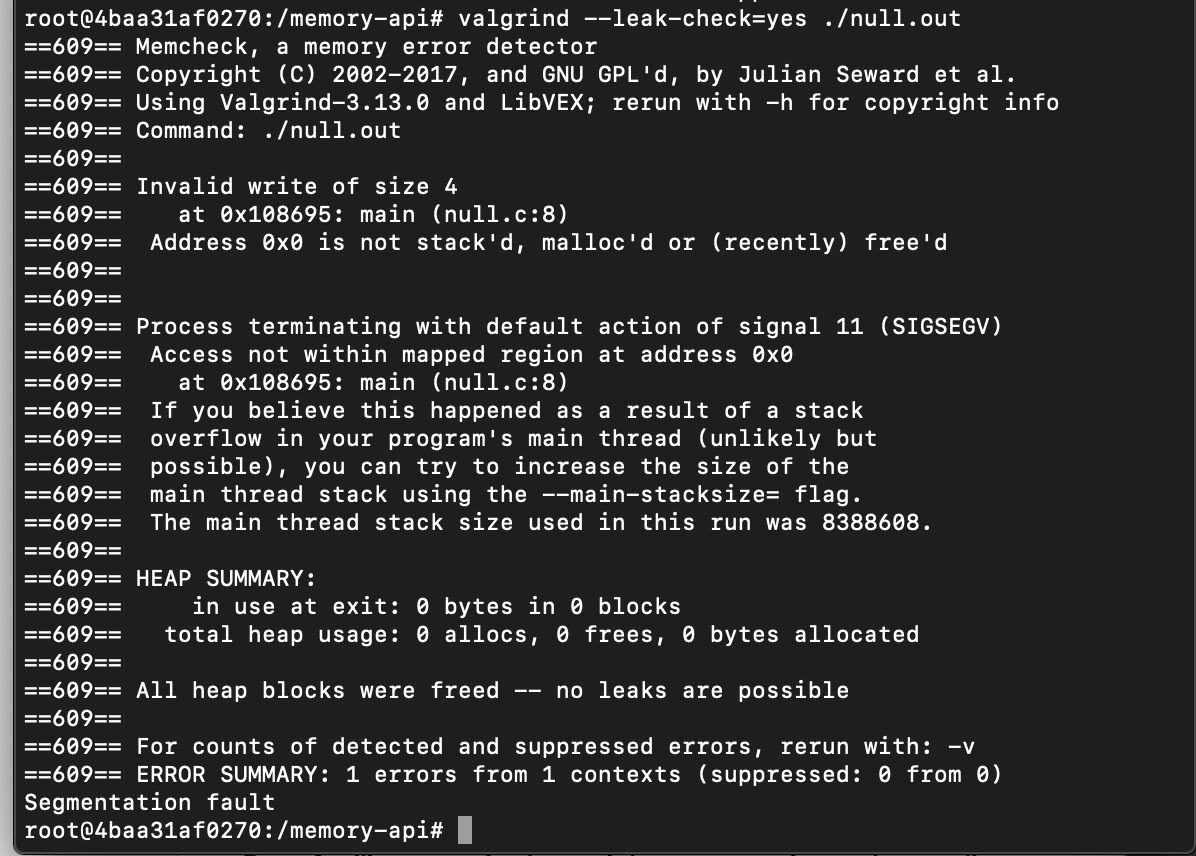 root@4baa31af0270:/memory-api# valgrind --leak-check=yes ./null.out
==609== Memcheck, a memory error detector
==609== Copyright (C) 2002-2017, and GNU GPL'd, by Julian Seward et al.
==609== Using Valgrind-3.13.0 and LibVEX; rerun with -h for copyright info
==609== Command: ./null.out
==609==
==609== Invalid write of size 4
==609==    at 0x108695: main (null.c:8)
==609==  Address 0x0 is not stack'd, malloc'd or (recently) free'd
==609==
==609==
==609== Process terminating with default action of signal 11 (SIGSEGV)
==609==  Access not within mapped region at address 0x0
==609==    at 0x108695: main (null.c:8)
==609==  If you believe this happened as a result of a stack
==609==  overflow in your program's main thread (unlikely but
==609==  possible), you can try to increase the size of the
==609==  main thread stack using the --main-stacksize= flag.
==609==  The main thread stack size used in this run was 8388608.
==609==
==609== HEAP SUMMARY:
==609==     in use at exit: 0 bytes in 0 blocks
==609==   total heap usage: 0 allocs, 0 frees, 0 bytes allocated
==609==
==609== All heap blocks were freed -- no leaks are possible
==609==
==609== For counts of detected and suppressed errors, rerun with: -v
==609== ERROR SUMMARY: 1 errors from 1 contexts (suppressed: 0 from 0)
Segmentation fault
root@4baa31af0270:/memory-api#